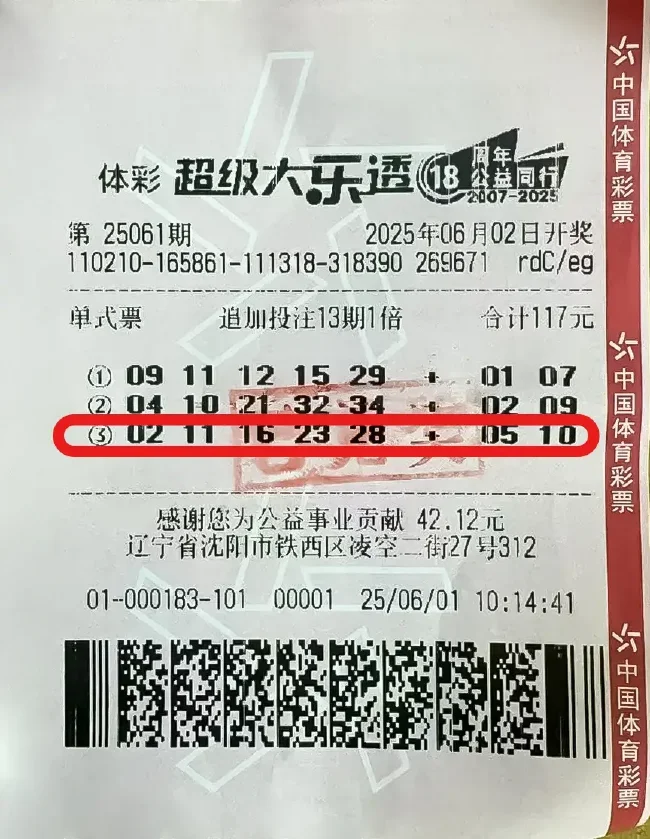 体彩 超级大乐透 18 周年 公益同行 2007-2025
第 25061期 2025年06月02日开奖
110210-165861-111318-318390 269671 rdC/eg
单式票 追加投注13期1倍 合计117元
① 09 11 12 15 29 + 01 07
② 04 10 21 32 34 + 02 09
③ 02 11 16 23 28 + 05 10
感谢您为公益事业贡献 42.12元
辽宁省沈阳市铁西区凌空二街27号312
01-000183-101 00001 25/06/01 10:14:41
中国体育彩票
中国体育彩票
中国体育彩票